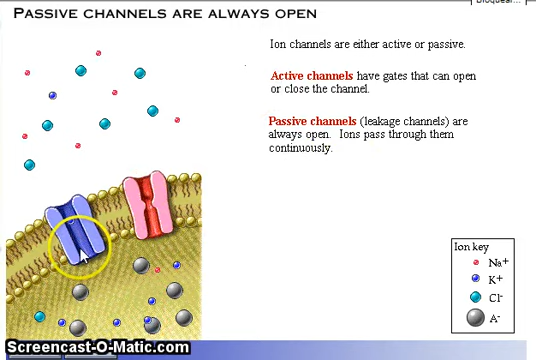 Bloquear...
PASSIVE CHANNELS ARE ALWAYS OPEN
Ion channels are either active or passive.
Active channels have gates that can open
or close the channel.
Passive channels (leakage channels) are
always open. Ions pass through them
continuously.
Ion key
Na+
K+
Cl-
A-
Screencast-O-Matic.com